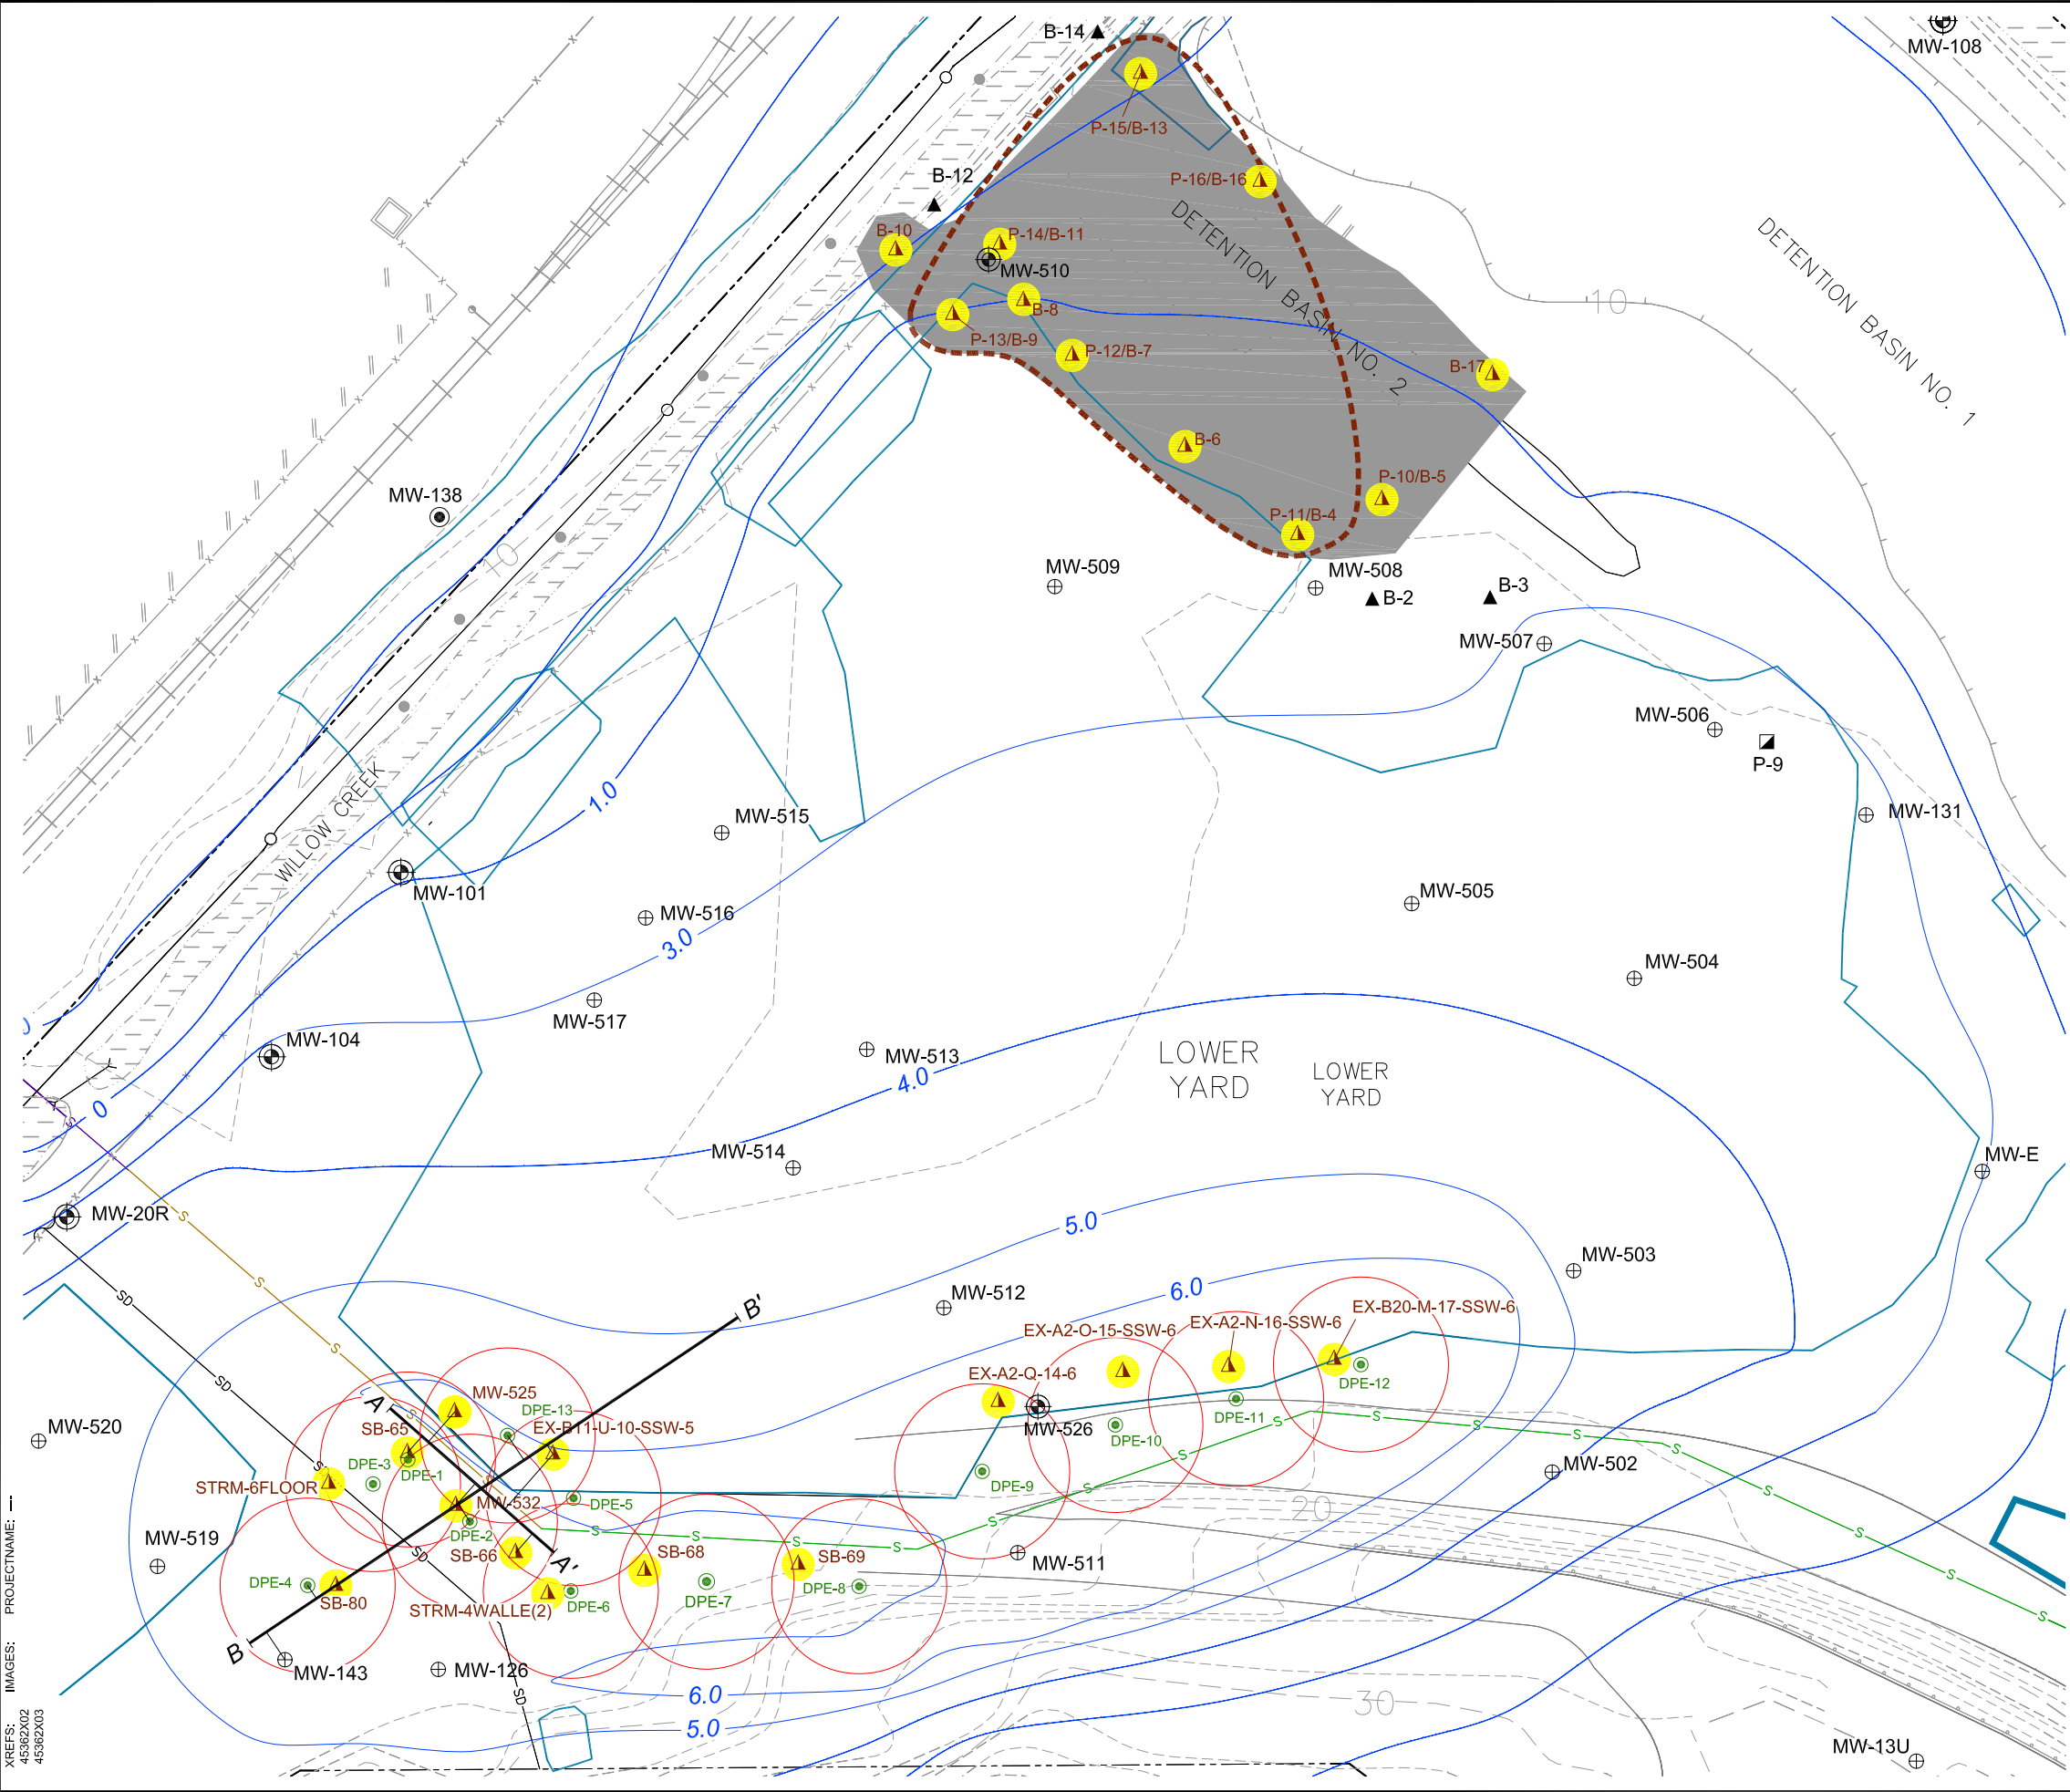 B-14
MW-108
P-15/B-13
B-12
P-16/B-16
DETENTION BASIN NO. 2
DETENTION BASIN NO. 1
B-10
P-14/B-11
MW-510
B-8
10
P-13/B-9
P-12/B-7
B-17
B-6
P-10/B-5
MW-138
P-11/B-4
10
MW-509
MW-508
B-2
B-3
MW-507
MW-506
P-9
WILLOW CREEK
1.0
MW-515
MW-131
MW-101
MW-516
3.0
MW-505
MW-504
MW-517
MW-104
MW-513
4.0
LOWER
YARD
LOWER
YARD
0
MW-514
MW-E
MW-20R
5.0
MW-503
6.0
MW-512
SD
S
B'
EX-B20-M-17-SSW-6
EX-A2-N-16-SSW-6
EX-A2-O-15-SSW-6
EX-A2-Q-14-6
DPE-12
MW-525
A
DPE-13
DPE-11
MW-520
SB-65
EX-B11-U-10-SSW-5
MW-526
DPE-10
DPE-3
DPE-1
STRM-6FLOOR
DPE-9
MW-502
MW-532
DPE-5
DPE-2
20
SB-66
A'
SB-68
SB-69
MW-511
MW-519
DPE-4
SB-80
STRM-4WALLE(2)
DPE-6
DPE-7
DPE-8
B
MW-143
MW-126
6.0
5.0
30
MW-13U
XREFS:
45362X02
45362X03
IMAGES:
PROJECTNAME: ---